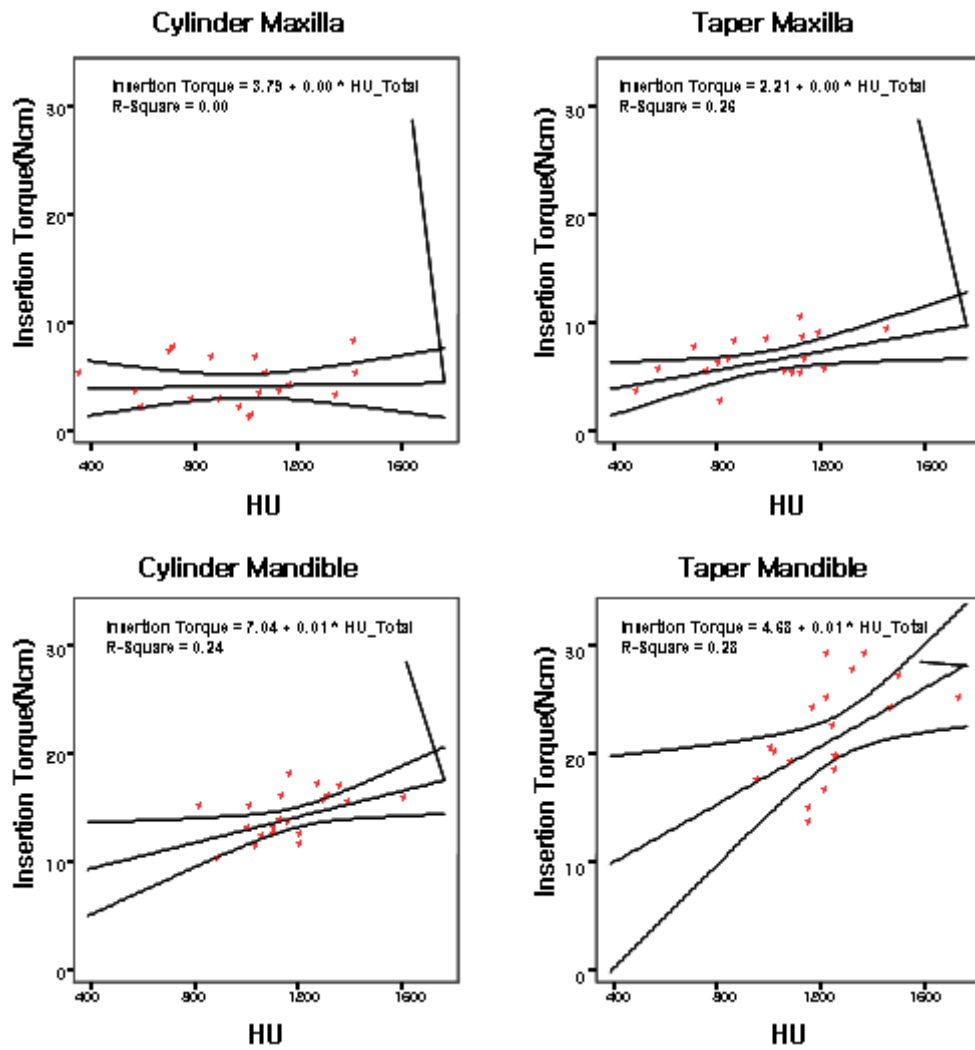 Cylinder Maxilla
Insertion Torque = 3.79 + 0.00 * HU_Total
R-Square = 0.00
Insertion Torque(Ncm)
30
20
10
0
400 800 1200 1600
HU
Taper Maxilla
Insertion Torque = 2.21 + 0.00 * HU_Total
R-Square = 0.26
Insertion Torque(Ncm)
30
20
10
0
400 800 1200 1600
HU
Cylinder Mandible
Insertion Torque = 7.04 + 0.01 * HU_Total
R-Square = 0.24
Insertion Torque(Ncm)
30
20
10
0
400 800 1200 1600
HU
Taper Mandible
Insertion Torque = 4.68 + 0.01 * HU_Total
R-Square = 0.28
Insertion Torque(Ncm)
30
20
10
0
400 800 1200 1600
HU